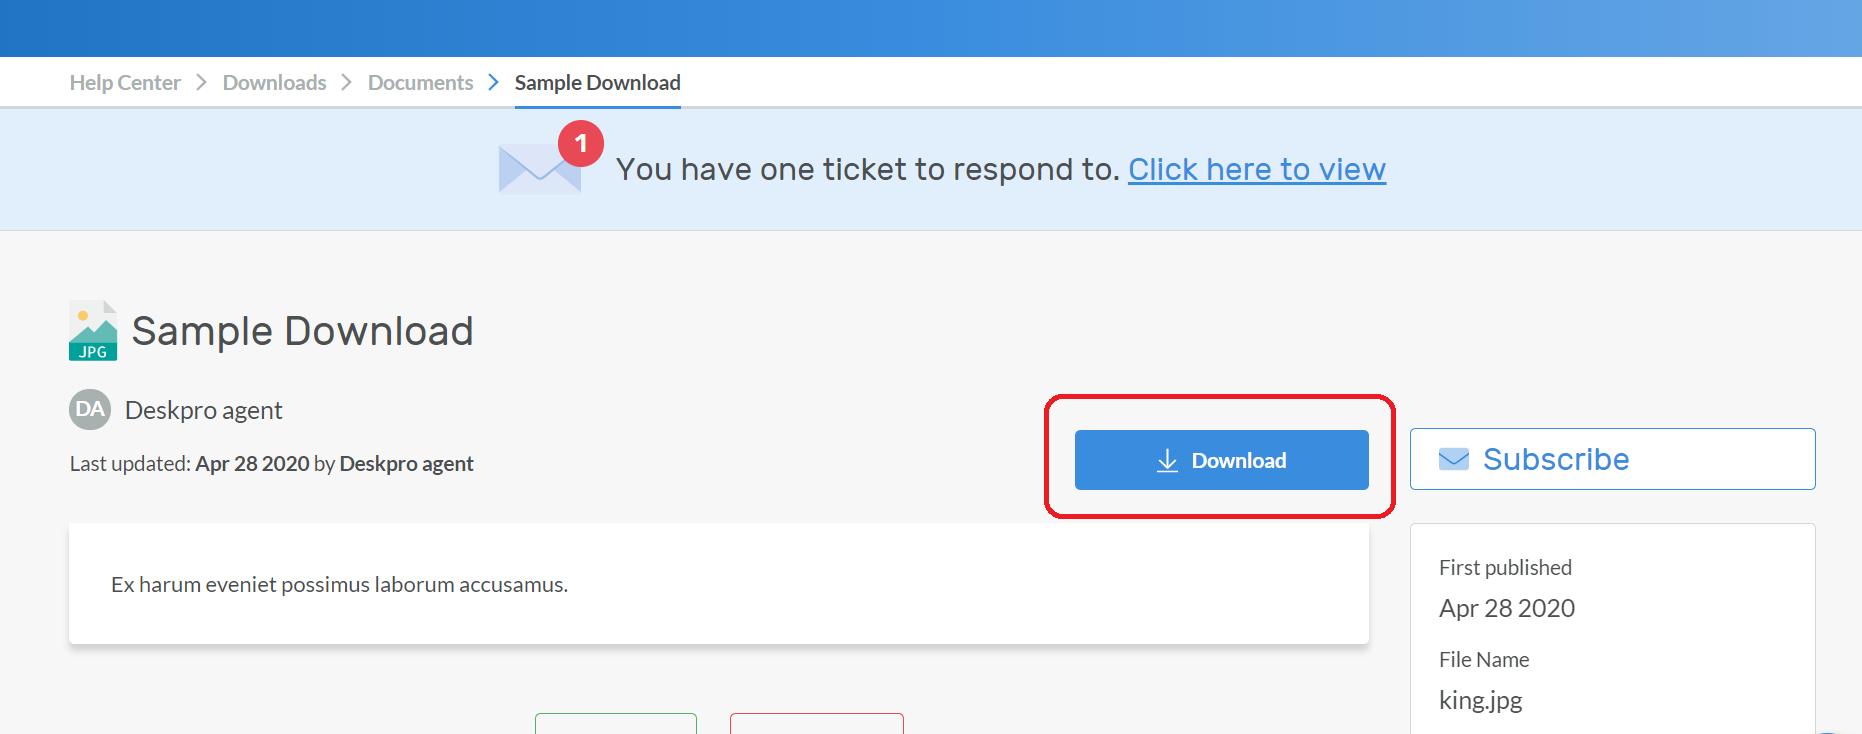 Help Center Downloads Documents Sample Download
1
You have one ticket to respond to. Click here to view
JPG
Sample Download
DA Deskpro agent
Last updated: Apr 28 2020 by Deskpro agent
Download
Subscribe
Ex harum eveniet possimus laborum accusamus.
First published
Apr 28 2020
File Name
king.jpg